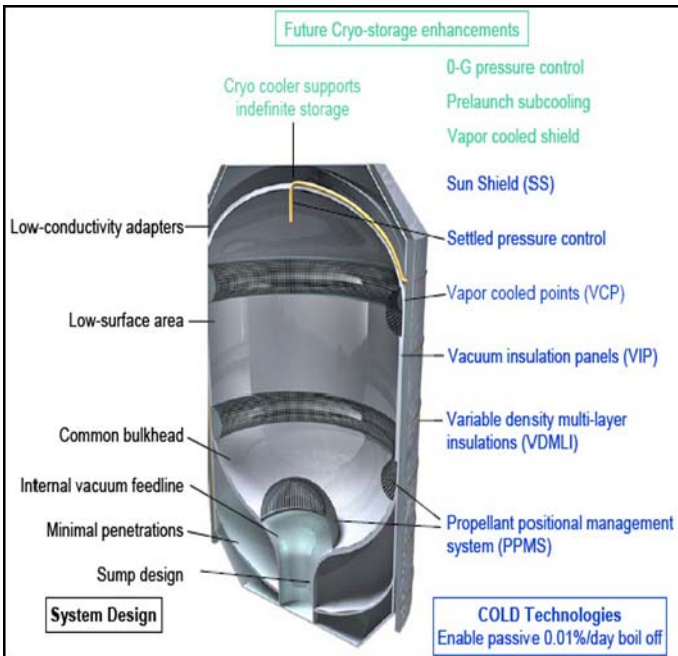 Future Cryo-storage enhancements
0-G pressure control
Cryo cooler supports
indefinite storage
Prelaunch subcooling
Vapor cooled shield
Sun Shield (SS)
Low-conductivity adapters
Settled pressure control
Vapor cooled points (VCP)
Low-surface area
Vacuum insulation panels (VIP)
Variable density multi-layer
insulations (VDMLI)
Common bulkhead
Internal vacuum feedline
Minimal penetrations
Propellant positional management
system (PPMS)
Sump design
System Design
COLD Technologies
Enable passive 0.01%/day boil off